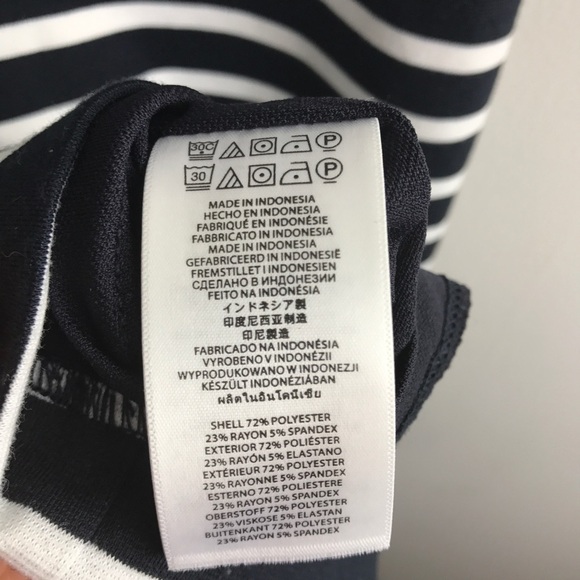 30C P
30 P
MADE IN INDONESIA
HECHO EN INDONESIA
FABRIQUÉ EN INDONÉSIE
FABBRICATO IN INDONESIA
MADE IN INDONESIA
GEFABRICEERD IN INDONESIË
FREMSTILLET I INDONESIEN
СДЕЛАНО В ИНДОНЕЗИИ
FEITO NA INDONÉSIA
インドネシア製
印度尼西亚制造
印尼製造
FABRICADO NA INDONÉSIA
VYROBENO V INDONÉZII
WYPRODUKOWANO W INDONEZJI
KÉSZÜLT INDONÉZIÁBAN
ผลิตในอินโดนีเซีย
SHELL 72% POLYESTER
23% RAYON 5% SPANDEX
EXTERIOR 72% POLIÉSTER
23% RAYÓN 5% ELASTANO
EXTÉRIEUR 72% POLYESTER
23% RAYONNE 5% SPANDEX
ESTERNO 72% POLIESTERE
23% RAYON 5% SPANDEX
OBERSTOFF 72% POLYESTER
23% VISKOSE 5% ELASTAN
BUITENKANT 72% POLYESTER
23% RAYON 5% SPANDEX